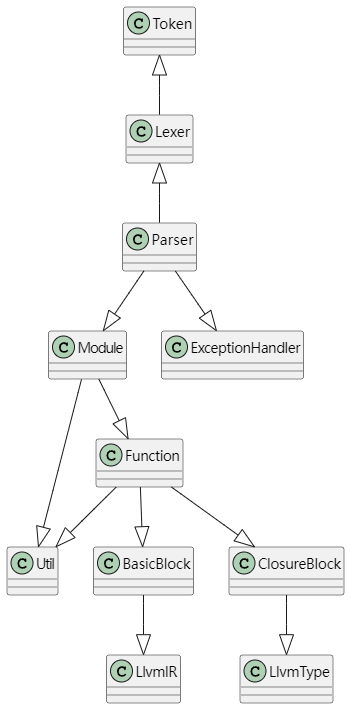 C Token
C Lexer
C Parser
C Module
C ExceptionHandler
C Function
C Util
C BasicBlock
C ClosureBlock
C LlvmIR
C LlvmType